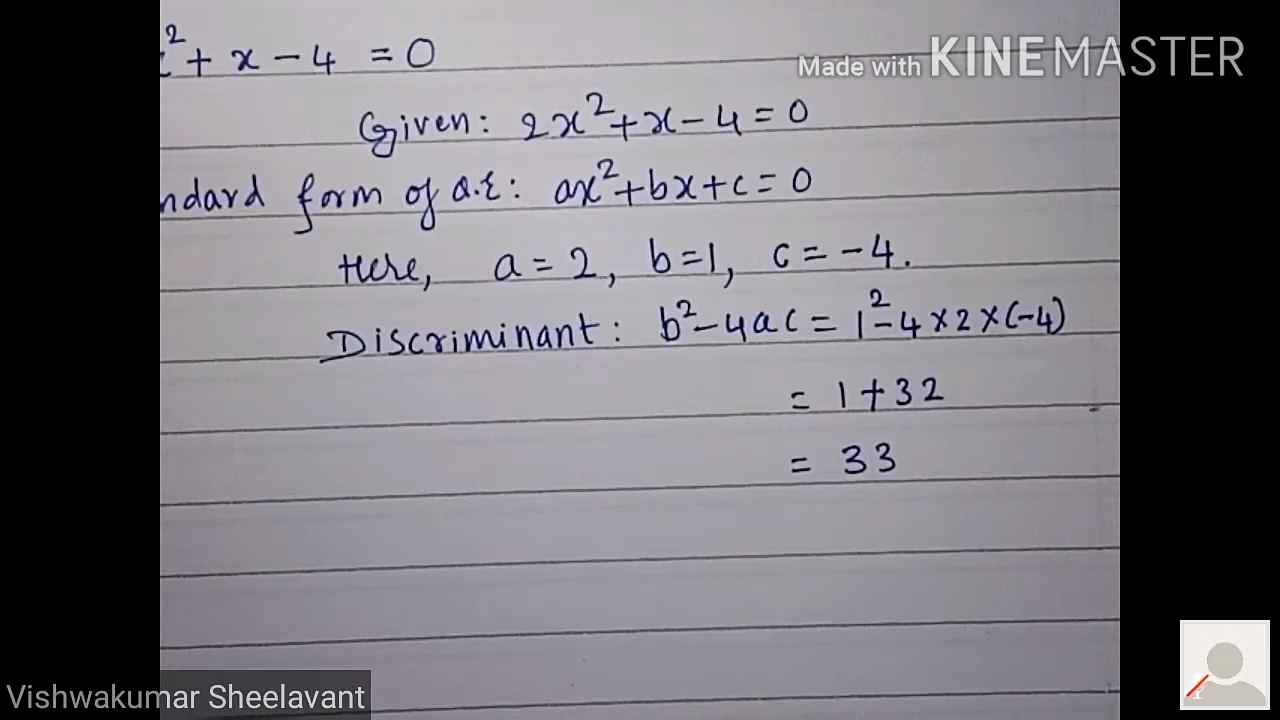 ² + x - 4 = 0
Made with KINEMASTER
Given: 2x² + x - 4 = 0
ndard form of Q.E: ax² + bx + c = 0
Here, a = 2, b = 1, c = -4.
Discriminant: b² - 4ac = 1² - 4 × 2 × (-4)
= 1 + 32
= 33
Vishwakumar Sheelavant